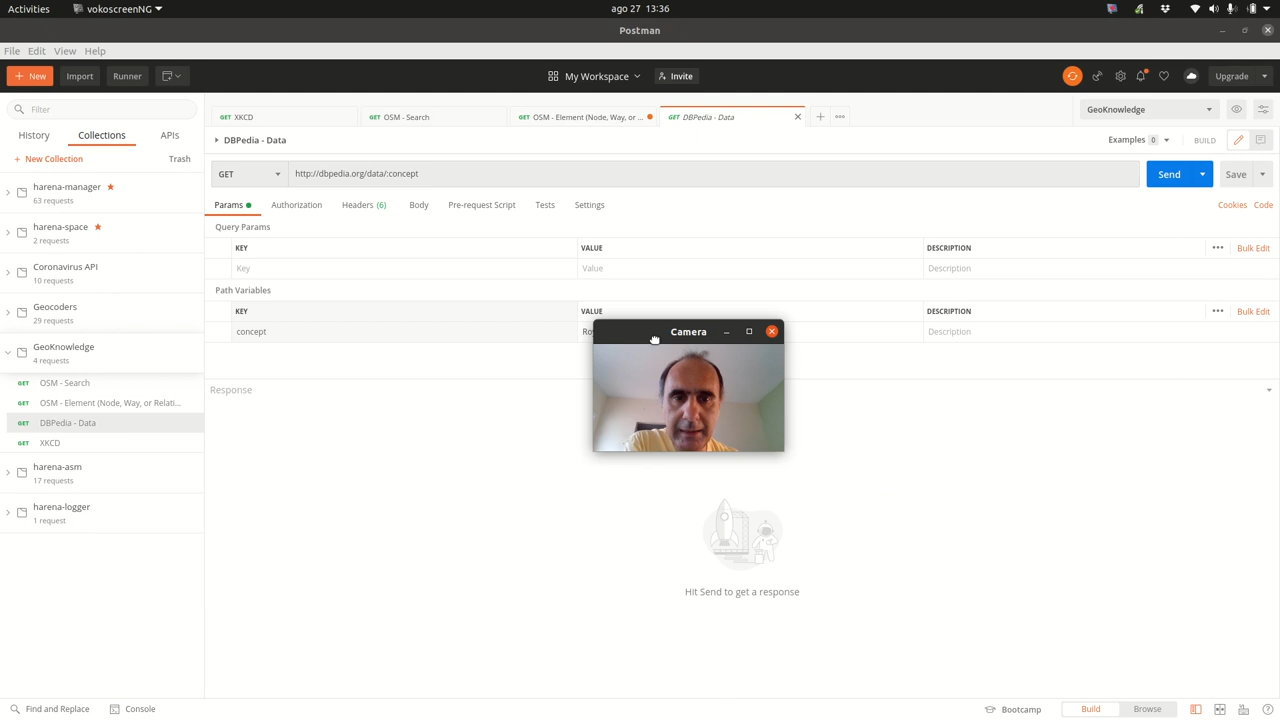 Activities vokoscreenNG ago 27 13:36
Postman
File Edit View Help
New Import Runner My Workspace Invite Upgrade
Filter
History Collections APIs
+ New Collection Trash
harena-manager
63 requests
harena-space
2 requests
Coronavirus API
10 requests
Geocoders
29 requests
GeoKnowledge
4 requests
GET OSM - Search
GET OSM - Element (Node, Way, or Relati...
GET DBPedia - Data
GET XKCD
harena-asm
17 requests
harena-logger
1 request
GET XKCD GET OSM - Search GET OSM - Element (Node, Way, or ... GET DBPedia - Data GeoKnowledge
DBPedia - Data Examples 0 BUILD
GET http://dbpedia.org/data/:concept Send Save
Params Authorization Headers (6) Body Pre-request Script Tests Settings Cookies Code
Query Params
KEY VALUE DESCRIPTION Bulk Edit
Key Value Description
Path Variables
KEY VALUE DESCRIPTION Bulk Edit
concept Description
Camera
Response
Hit Send to get a response
Find and Replace Console Bootcamp Build Browse